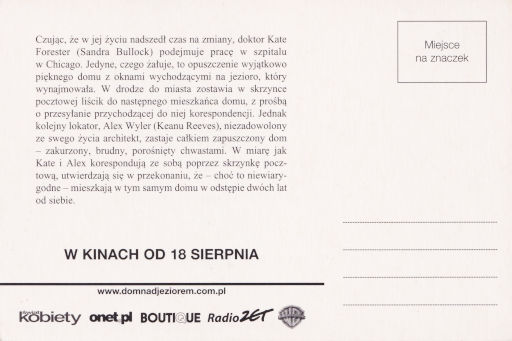 Czując, że w jej życiu nadszedł czas na zmiany, doktor Kate
Forester (Sandra Bullock) podejmuje pracę w szpitalu
w Chicago. Jedyne, czego żałuje, to opuszczenie wyjątkowo
pięknego domu z oknami wychodzącymi na jezioro, który
wynajmowała. W drodze do miasta zostawia w skrzynce
pocztowej liścik do następnego mieszkańca domu, z prośbą
o przesyłanie przychodzącej do niej korespondencji. Jednak
kolejny lokator, Alex Wyler (Keanu Reeves), niezadowolony
ze swego życia architekt, zastaje całkiem zapuszczony dom
– zakurzony, brudny, porośnięty chwastami. W miarę jak
Kate i Alex korespondują ze sobą poprzez skrzynkę pocz-
tową, utwierdzają się w przekonaniu, że – choć to niewiary-
godne – mieszkają w tym samym domu w odstępie dwóch lat
od siebie.
Miejsce
na znaczek
W KINACH OD 18 SIERPNIA
www.domnadjeziorem.com.pl
kobiety onet.pl BOUTIQUE Radio ZET WB